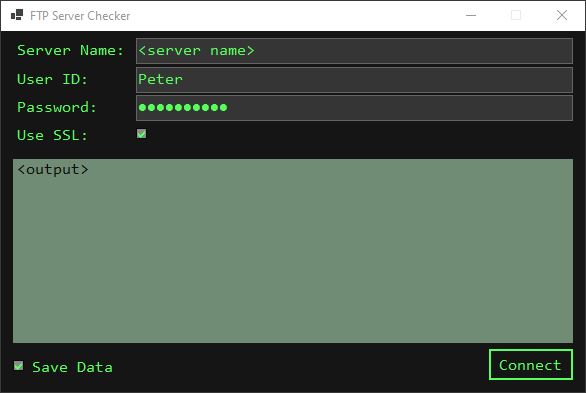 FTP Server Checker
Server Name: <server name>
User ID: Peter
Password: ●●●●●●●●●●
Use SSL:
<output>
Save Data
Connect